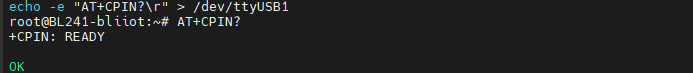 echo -e "AT+CPIN?\r" > /dev/ttyUSB1
root@BL241-bliiot:~# AT+CPIN?
+CPIN: READY

OK